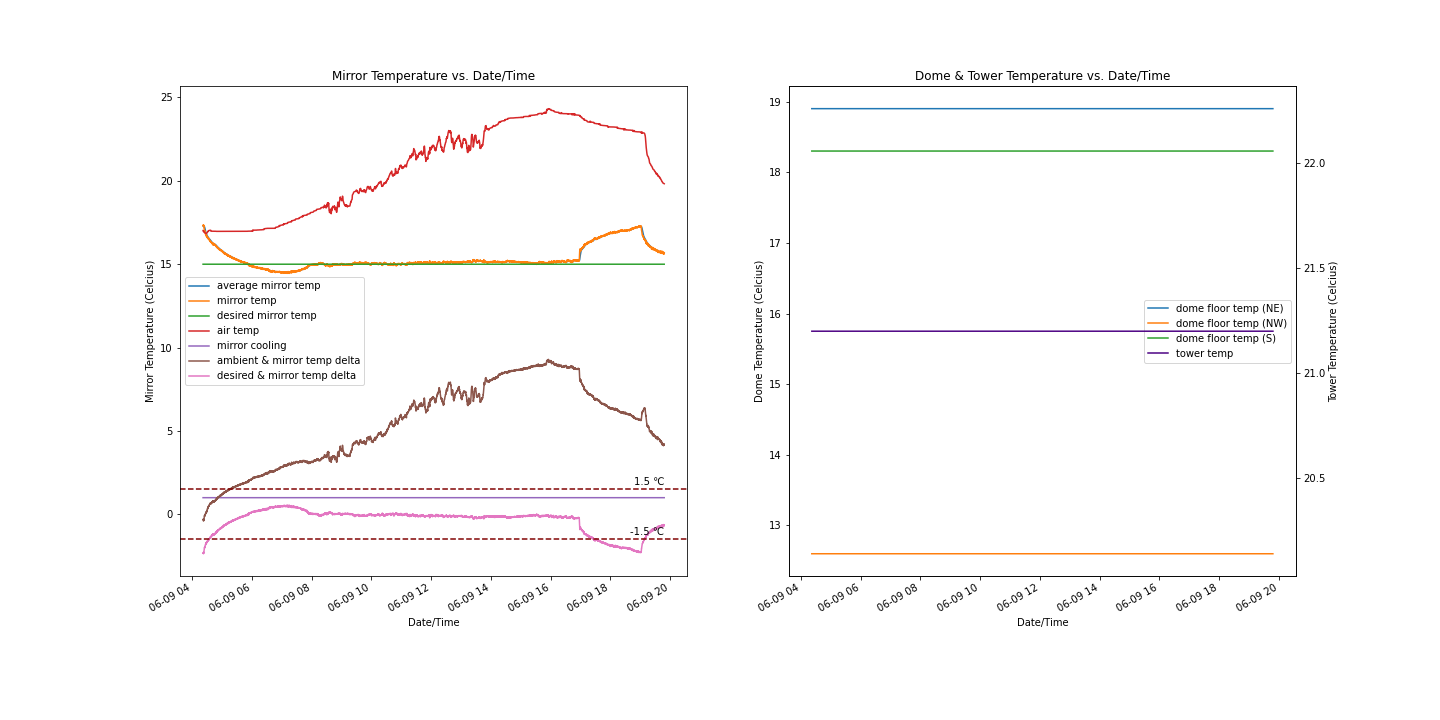 Mirror Temperature vs. Date/Time
25
20
15
10
5
0
Mirror Temperature (Celcius)
average mirror temp
mirror temp
desired mirror temp
air temp
mirror cooling
ambient & mirror temp delta
desired & mirror temp delta
1.5 °C
-1.5 °C
06-09 04
06-09 06
06-09 08
06-09 10
06-09 12
06-09 14
06-09 16
06-09 18
06-09 20
Date/Time
Dome & Tower Temperature vs. Date/Time
19
18
17
16
15
14
13
Dome Temperature (Celcius)
dome floor temp (NE)
dome floor temp (NW)
dome floor temp (S)
tower temp
22.0
21.5
21.0
20.5
Tower Temperature (Celcius)
06-09 04
06-09 06
06-09 08
06-09 10
06-09 12
06-09 14
06-09 16
06-09 18
06-09 20
Date/Time